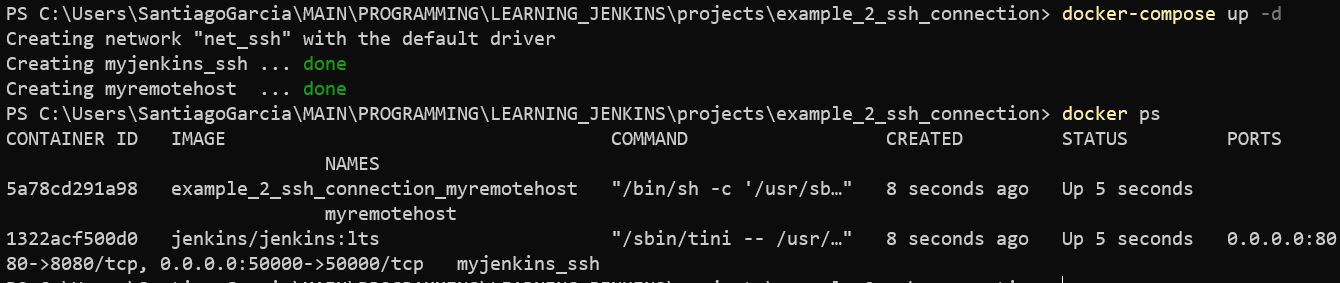 PS C:\Users\SantiagoGarcia\MAIN\PROGRAMMING\LEARNING_JENKINS\projects\example_2_ssh_connection> docker-compose up -d
Creating network "net_ssh" with the default driver
Creating myjenkins_ssh ... done
Creating myremotehost  ... done
PS C:\Users\SantiagoGarcia\MAIN\PROGRAMMING\LEARNING_JENKINS\projects\example_2_ssh_connection> docker ps
CONTAINER ID   IMAGE                                 COMMAND                CREATED         STATUS         PORTS
                          NAMES
5a78cd291a98   example_2_ssh_connection_myremotehost   "/bin/sh -c '/usr/sb…"   8 seconds ago   Up 5 seconds
                          myremotehost
1322acf500d0   jenkins/jenkins:lts                     "/sbin/tini -- /usr/…"   8 seconds ago   Up 5 seconds   0.0.0.0:80
80->8080/tcp, 0.0.0.0:50000->50000/tcp   myjenkins_ssh